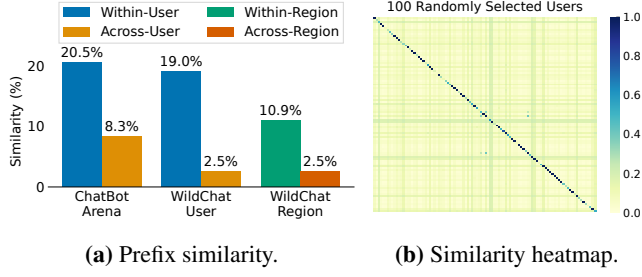 Within-User
Within-Region
Across-User
Across-Region
Similarity (%)
20
10
0
20.5%
8.3%
19.0%
2.5%
10.9%
2.5%
ChatBot
Arena
WildChat
User
WildChat
Region
(a) Prefix similarity.
100 Randomly Selected Users
1.0
0.8
0.6
0.4
0.2
0.0
(b) Similarity heatmap.